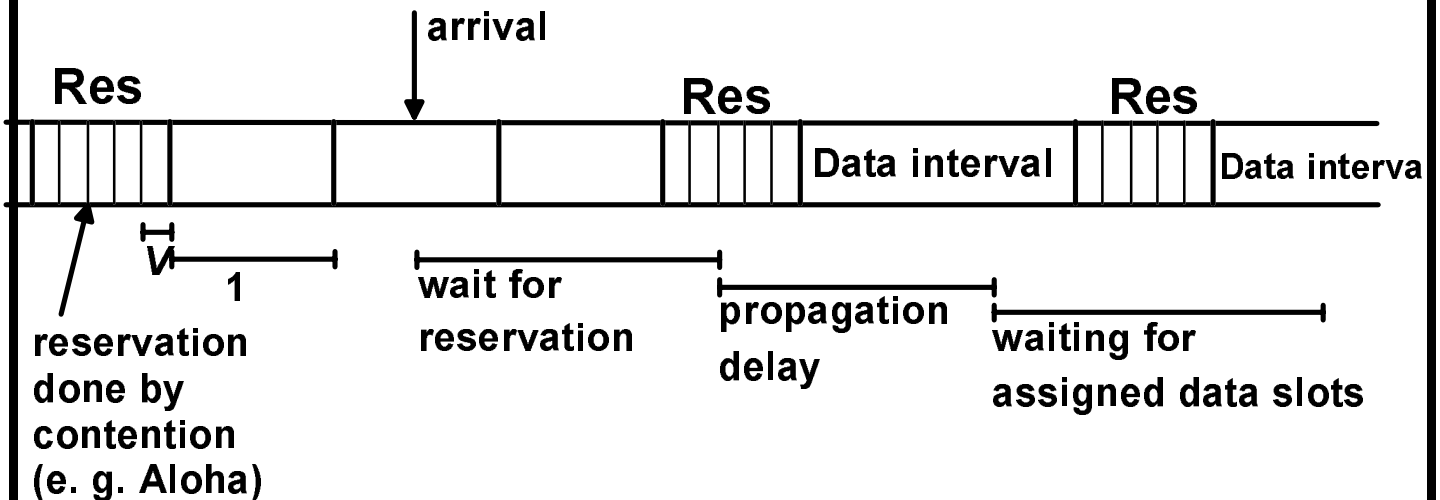 arrival
Res
Res
Res
Data interval
Data interva
V
1
wait for
reservation
propagation
delay
waiting for
assigned data slots
reservation
done by
contention
(e. g. Aloha)